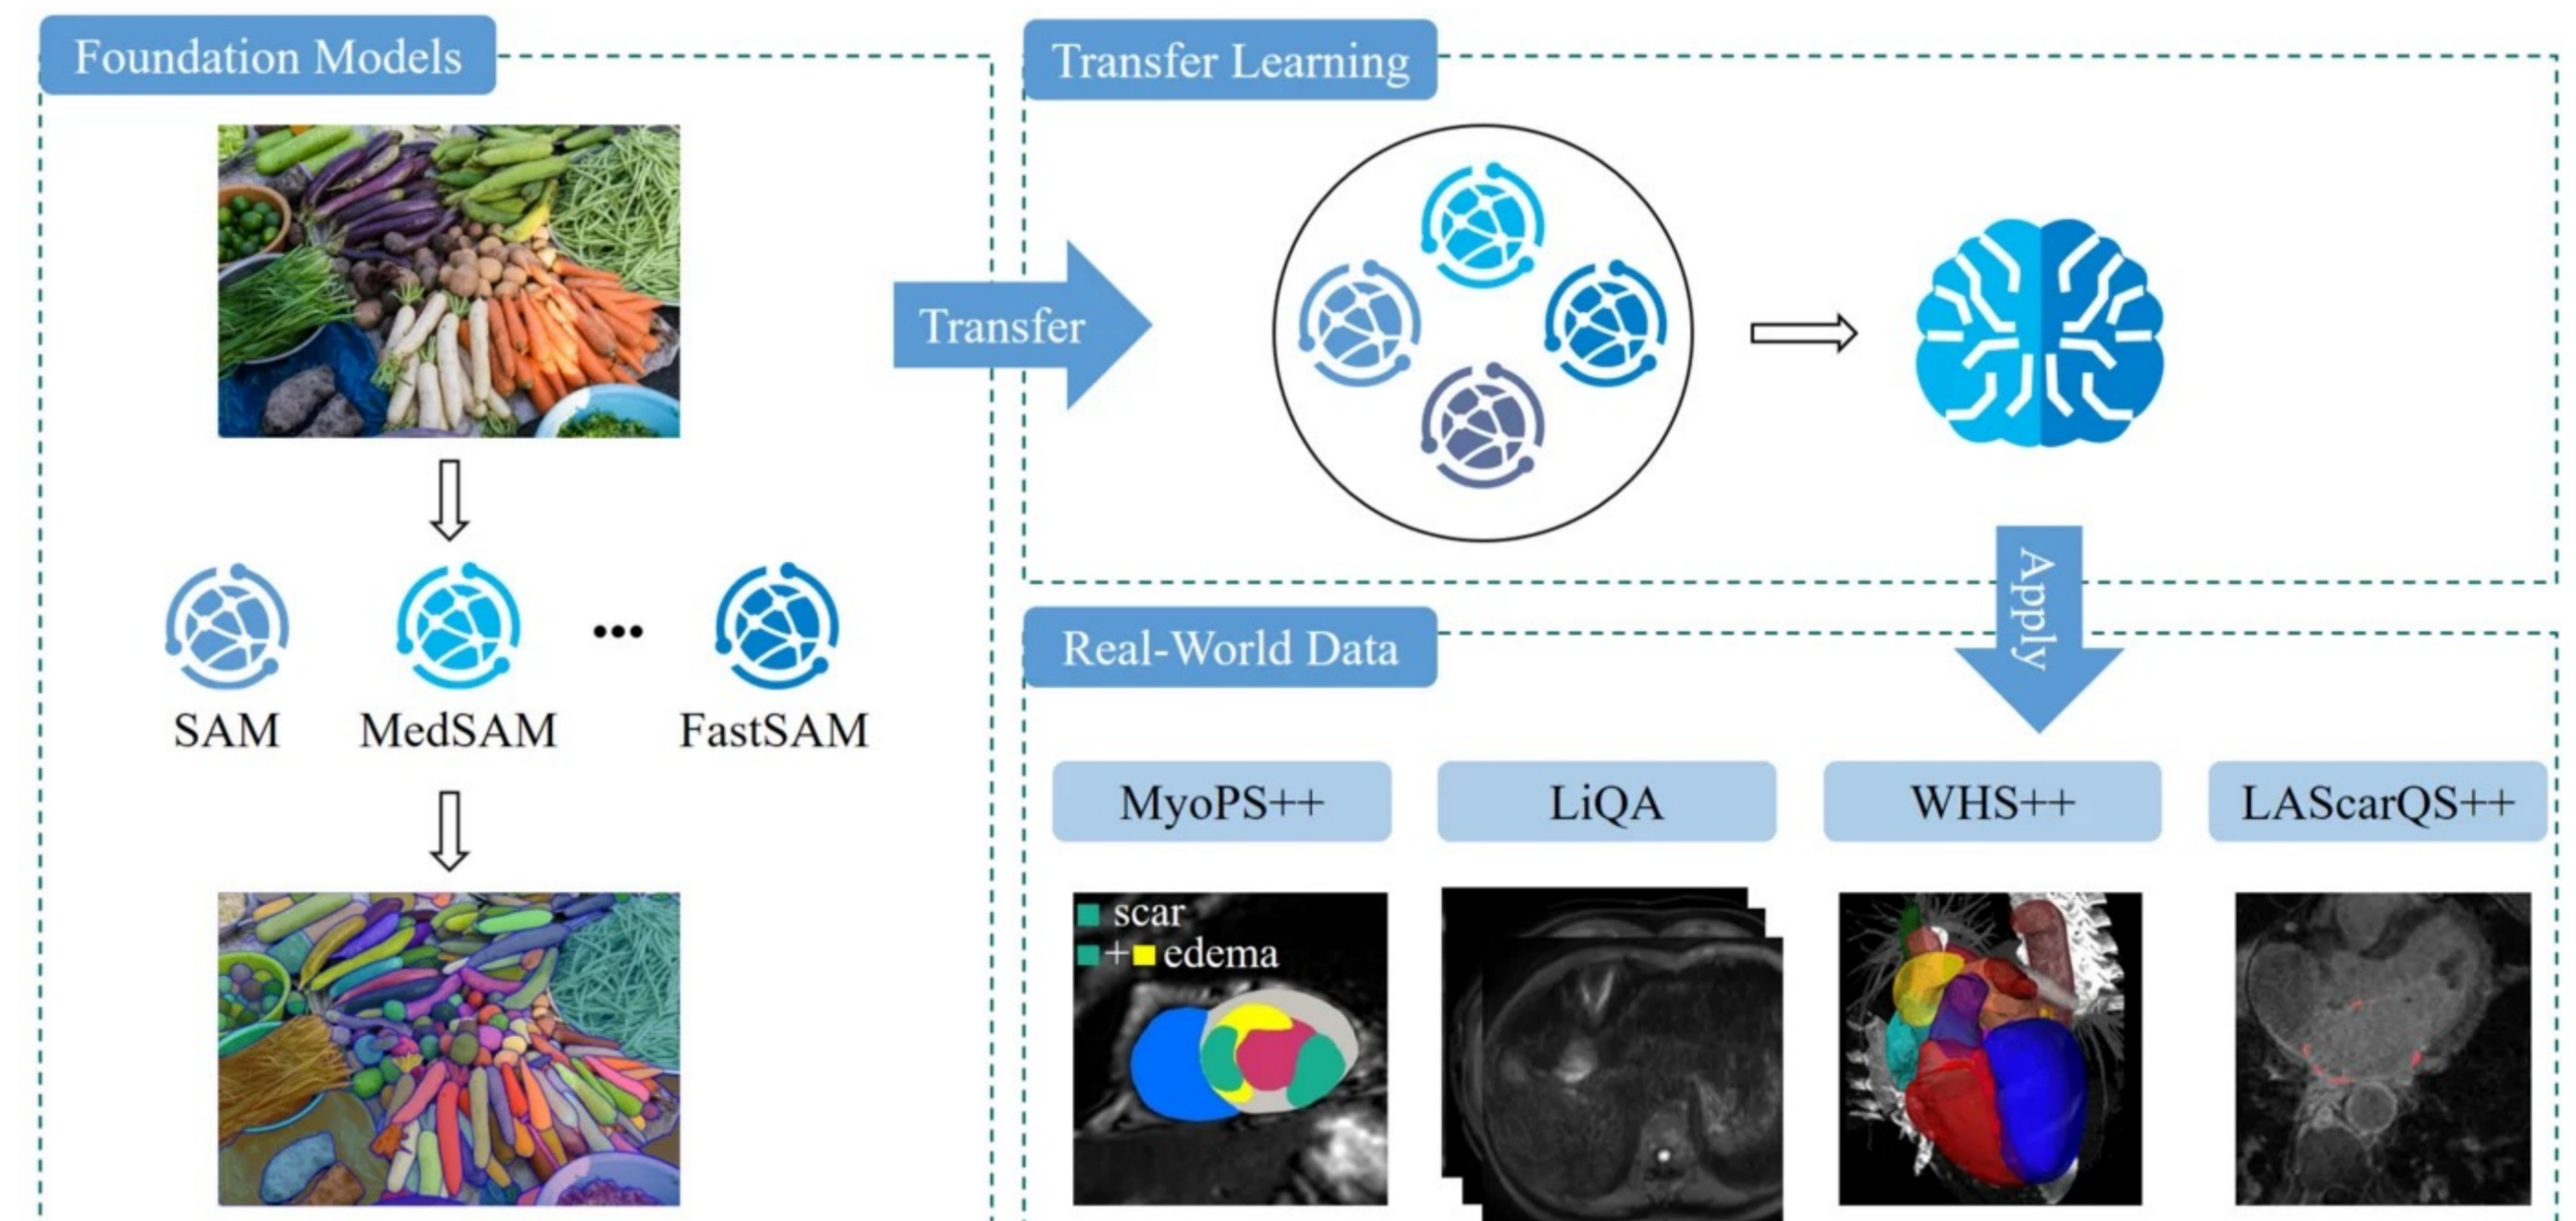 Foundation Models
SAM
MedSAM
...
FastSAM
Transfer
Transfer Learning
Apply
Real-World Data
MyoPS++
LiQA
WHS++
LAScarQS++
scar
+ edema